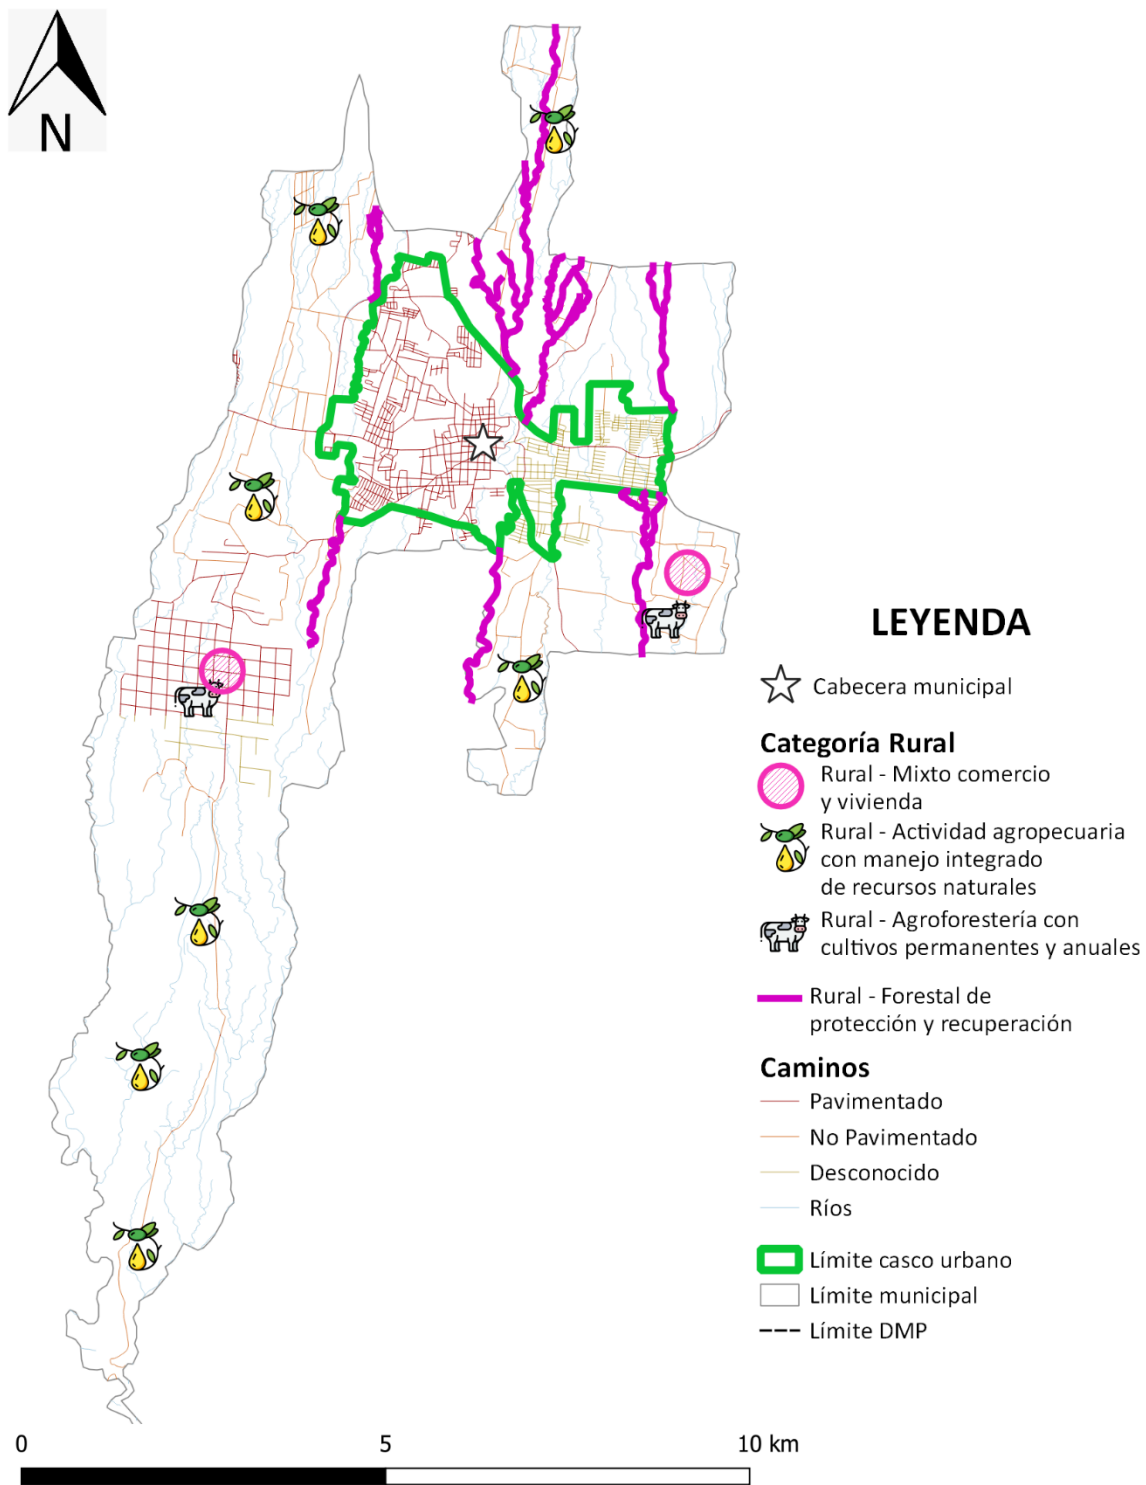 N
LEYENDA
Cabecera municipal
Categoría Rural
Rural - Mixto comercio
y vivienda
Rural - Actividad agropecuaria
con manejo integrado
de recursos naturales
Rural - Agroforestería con
cultivos permanentes y anuales
Rural - Forestal de
protección y recuperación
Caminos
Pavimentado
No Pavimentado
Desconocido
Ríos
Límite casco urbano
Límite municipal
Límite DMP
0 5 10 km